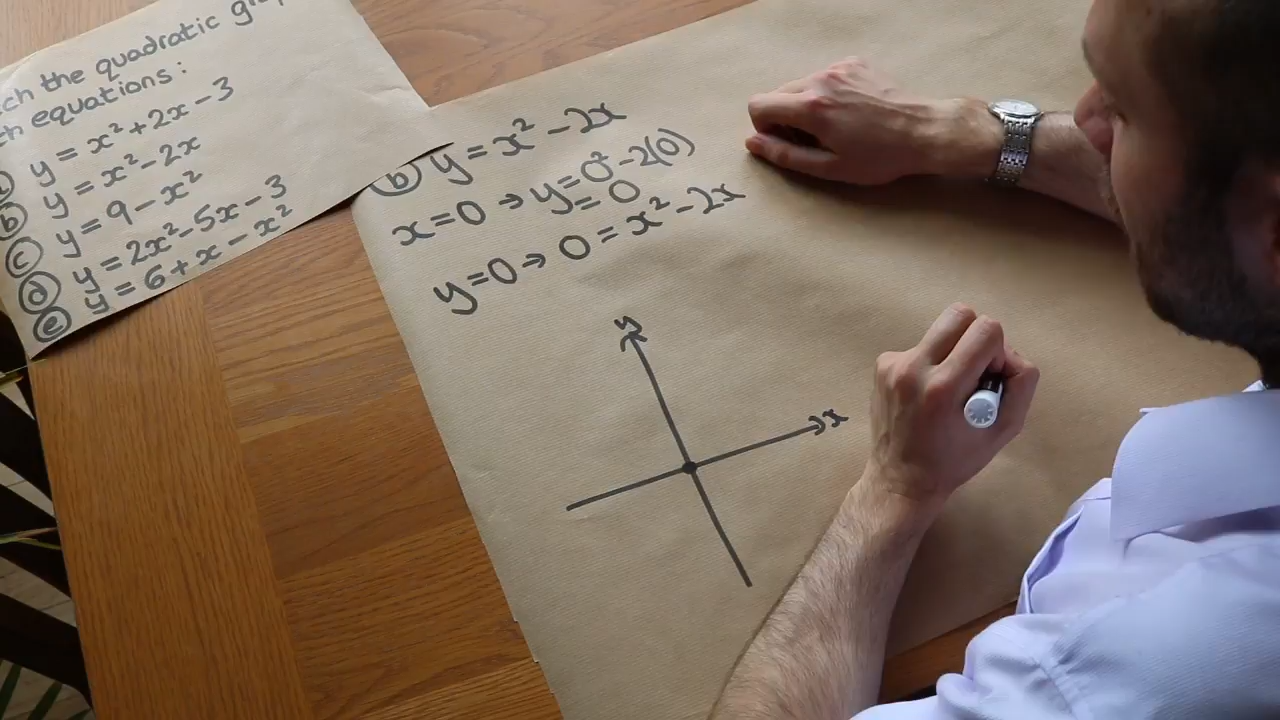 the quadratic
equations:
y = x² + 2x - 3
(b) y = x² - 2x
(c) y = 9 - x²
(d) y = 2x² - 5x - 3
(e) y = 6 + x - x²
(b) y = x² - 2x
x = 0 → y = 0² - 2(0)
= 0
y = 0 → 0 = x² - 2x
y
x